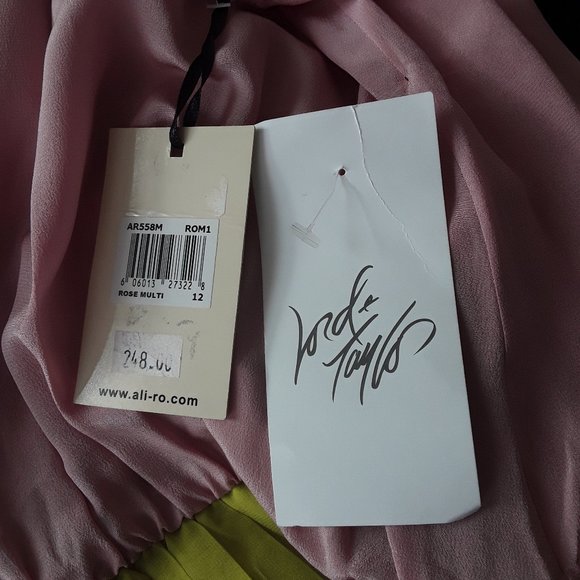 AR558M ROM1
6 06013 27322 8
ROSE MULTI 12
248.00
www.ali-ro.com
Lord &
Taylor